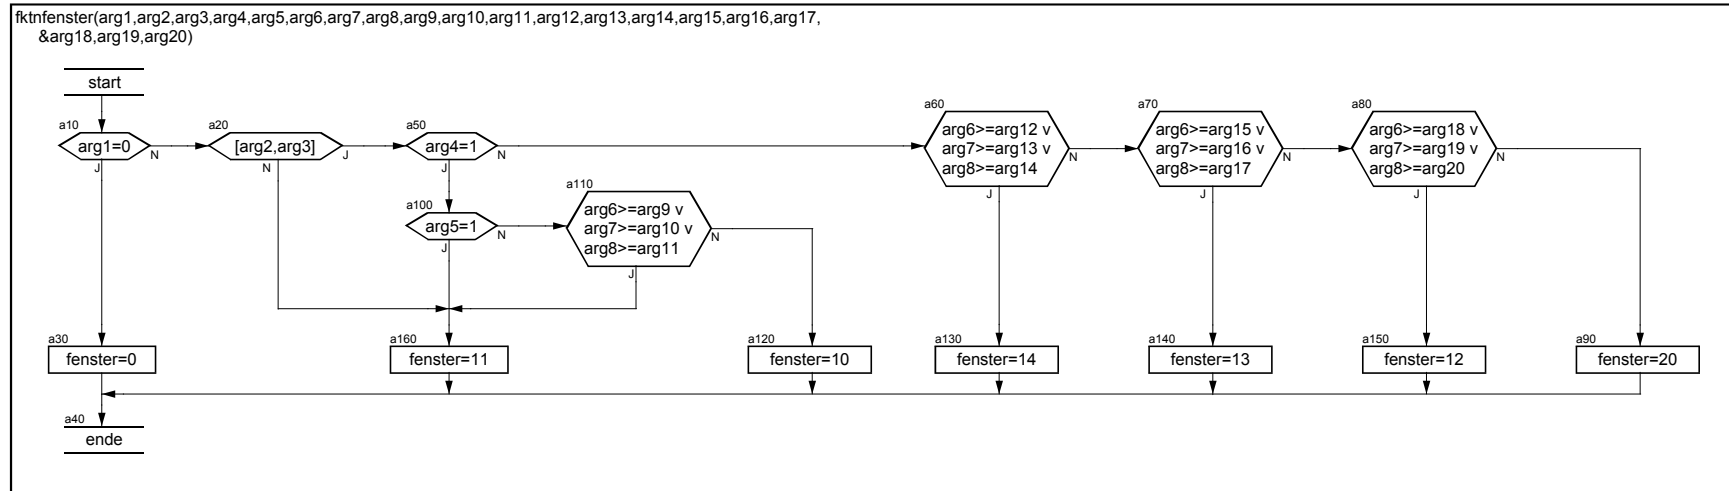 fktnfenster(arg1,arg2,arg3,arg4,arg5,arg6,arg7,arg8,arg9,arg10,arg11,arg12,arg13,arg14,arg15,arg16,arg17,
&arg18,arg19,arg20)
start
a10
arg1=0
N
J
a20
[arg2,arg3]
J
N
a50
arg4=1
N
J
a60
arg6>=arg12 v
arg7>=arg13 v
arg8>=arg14
N
J
a70
arg6>=arg15 v
arg7>=arg16 v
arg8>=arg17
N
J
a80
arg6>=arg18 v
arg7>=arg19 v
arg8>=arg20
N
J
a100
arg5=1
N
J
a110
arg6>=arg9 v
arg7>=arg10 v
arg8>=arg11
N
J
a30
fenster=0
a160
fenster=11
a120
fenster=10
a130
fenster=14
a140
fenster=13
a150
fenster=12
a90
fenster=20
a40
ende